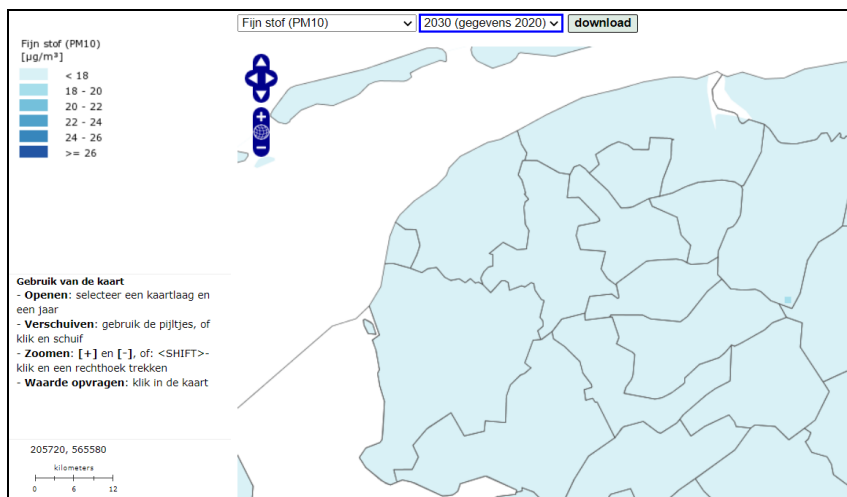 Fijn stof (PM10)
2030 (gegevens 2020)
download
Fijn stof (PM10)
[µg/m³]
< 18
18 - 20
20 - 22
22 - 24
24 - 26
>= 26
Gebruik van de kaart
- Openen: selecteer een kaartlaag en
een jaar
- Verschuiven: gebruik de pijltjes, of
klik en schuif
- Zoomen: [+] en [-], of: <SHIFT>-
klik en een rechthoek trekken
- Waarde opvragen: klik in de kaart
205720, 565580
kilometers
0 6 12